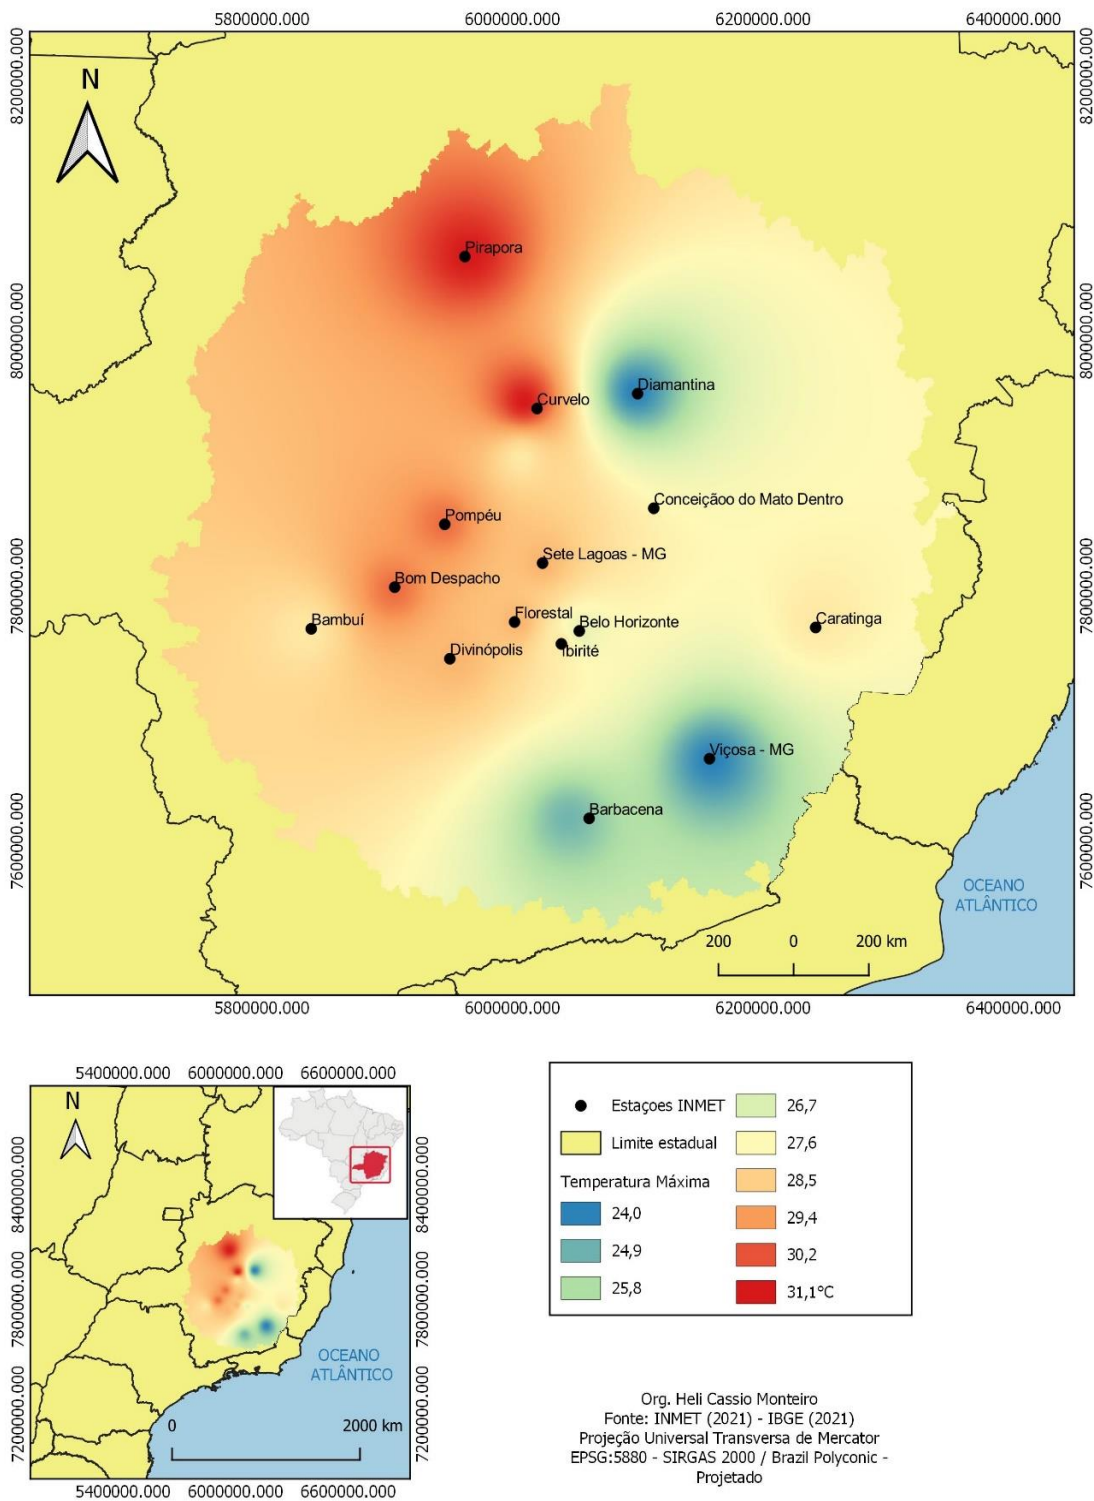 5800000.000 6000000.000 6200000.000 6400000.000
8200000.000
8000000.000
7800000.000
7600000.000
8200000.000
8000000.000
7800000.000
7600000.000
N
Pirapora
Diamantina
Curvelo
Conceiçãoo do Mato Dentro
Pompéu
Sete Lagoas - MG
Bom Despacho
Bambuí
Florestal
Belo Horizonte
Caratinga
Divinópolis
Ibirité
Viçosa - MG
Barbacena
OCEANO
ATLÂNTICO
200 0 200 km
5800000.000 6000000.000 6200000.000 6400000.000
5400000.000 6000000.000 6600000.000
N
8400000.000
7800000.000
7200000.000
8400000.000
7800000.000
7200000.000
OCEANO
ATLÂNTICO
0 2000 km
5400000.000 6000000.000 6600000.000
Estaçoes INMET
Limite estadual
Temperatura Máxima
24,0
24,9
25,8
26,7
27,6
28,5
29,4
30,2
31,1°C
Org. Heli Cassio Monteiro
Fonte: INMET (2021) - IBGE (2021)
Projeção Universal Transversa de Mercator
EPSG:5880 - SIRGAS 2000 / Brazil Polyconic -
Projetado